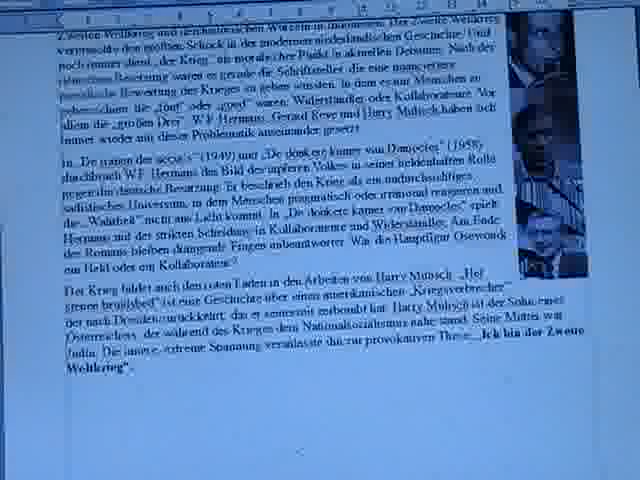 Zweiten Weltkrieg und den historischen Wurzeln in Indonesien. Der Zweite Weltkrieg
den größten Schock in der modernen niederländischen Geschichte. Und
noch immer dient „der Krieg" als moralischer Punkt in aktuellen Debatten. Nach der
Besetzung waren es gerade die Schriftsteller, die eine
Bewertung des Krieges zu geben wussten. In dem es nur Menschen zu
die „fout" oder „goed" waren: Widerständler oder Kollaborateure. Vor
allem die „großen Drei", W.F. Hermans, Gerard Reve und Harry Mulisch haben sich
immer wieder mit dieser Problematik auseinander gesetzt.
In "De tranen der acacia's" (1949) und „De donkere kamer van Damocles" (1958)
durchbrach W.F. Hermans das Bild des tapferen Volkes in seiner heldenhaften Rolle
gegen die deutsche Besatzung. Er beschrieb den Krieg als ein undurchsichtiges,
sadistisches Universum, in dem Menschen pragmatisch oder irrational reagieren und
die „Wahrheit" nicht ans Licht kommt. In „De donkere kamer van Damocles" spielt
Hermans mit der strikten Scheidung in Kollaborateure und Widerständler. Am Ende
des Romans bleiben drängende Fragen unbeantwortet. War die Hauptfigur Osewoudt
ein Held oder ein Kollaborateur?
Der Krieg bildet auch den roten Faden in den Arbeiten von Harry Mulisch. „Het
stenen bruidsbed" ist eine Geschichte über einen amerikanischen „Kriegsverbrecher",
der nach Dresden zurückkehrt, das er seinerzeit bombardiert hat. Harry Mulisch ist der Sohn eines
Österreichers, der während des Krieges dem Nationalsozialismus nahe stand. Seine Mutter war
Jüdin. Die innere, extreme Spannung veranlasste ihn zur provokanten These: „Ich bin der Zweite
Weltkrieg".